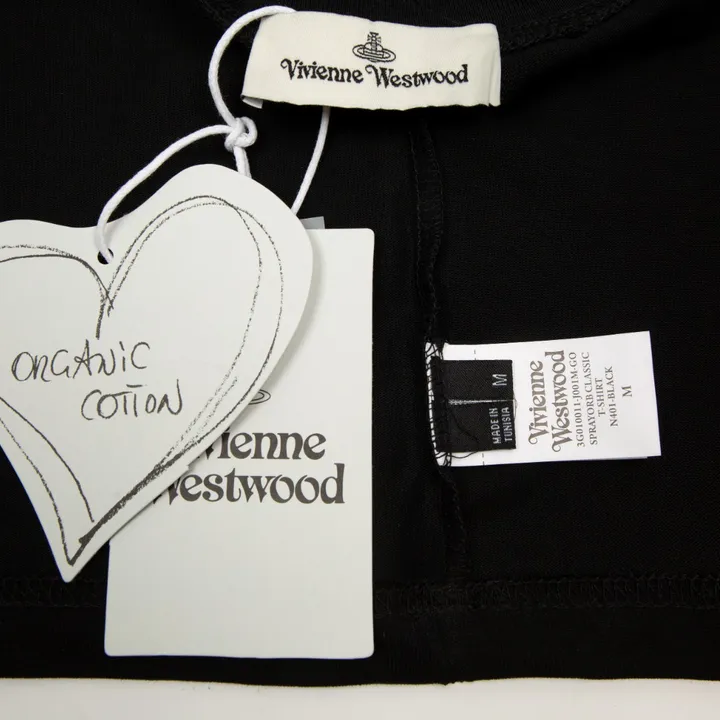 Vivienne Westwood
ORGANIC
COTTON
Vivienne
Westwood
M
MADE IN
TUNISIA
Vivienne
Westwood
3G010011-J001M-GO
SPRAYORB CLASSIC
T-SHIRT
N401-BLACK
M